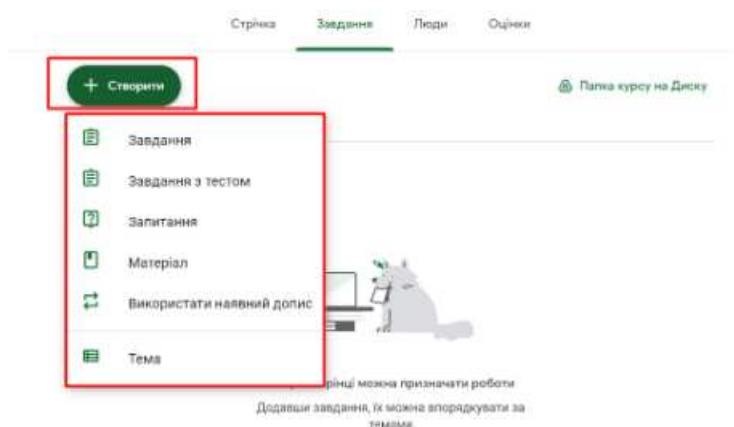 Стрічка Завдання Люди Оцінки
+ Створити Папка курсу на Диску
Завдання
Завдання з тестом
Запитання
Матеріал
Використати наявний допис
Тема
можна призначати роботи
Додавши завдання, їх можна впорядкувати за
темами